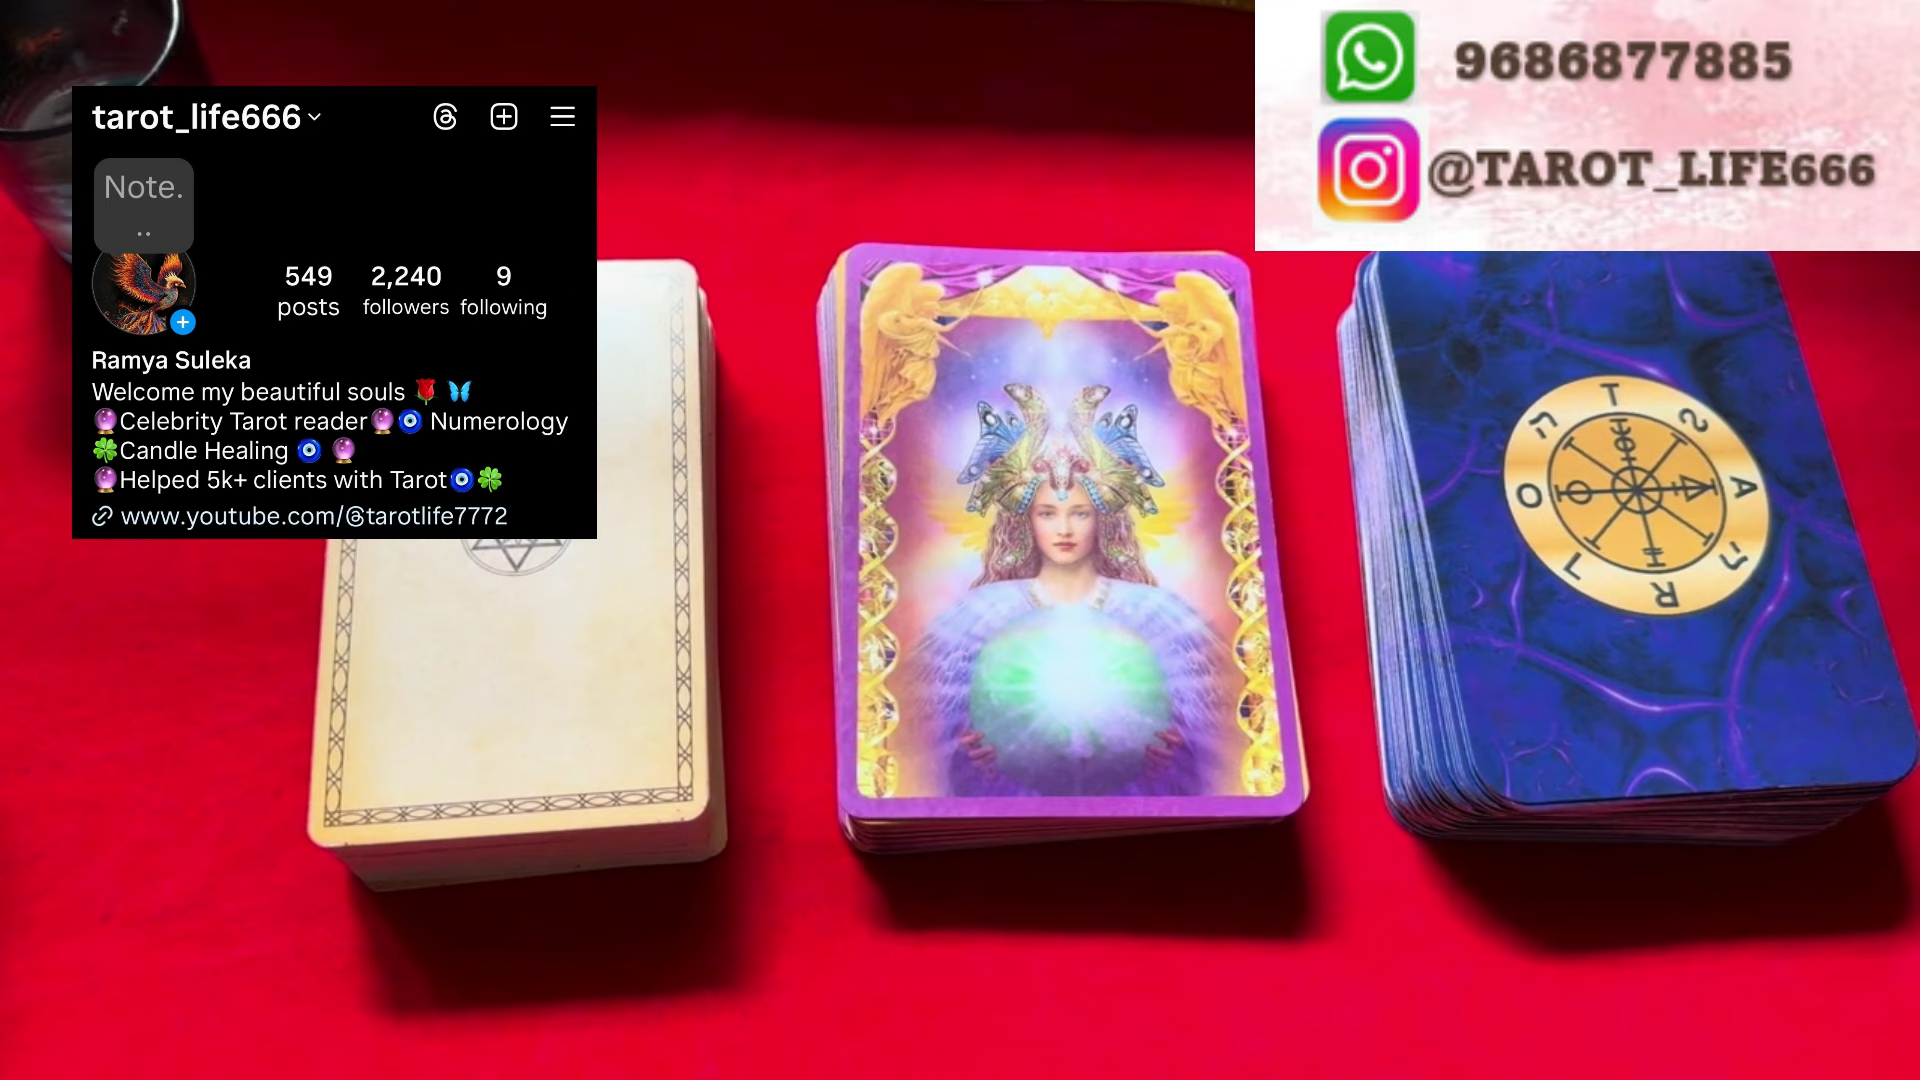 tarot_life666
Note.
..
549 posts
2,240 followers
9 following
Ramya Suleka
Welcome my beautiful souls 🌹 🦋
🔮Celebrity Tarot reader🔮🧿 Numerology
🍀Candle Healing 🧿 🔮
🔮Helped 5k+ clients with Tarot🧿🍀
www.youtube.com/@tarotlife7772
9686877885
@TAROT_LIFE666
T ש A ר R ך O ה